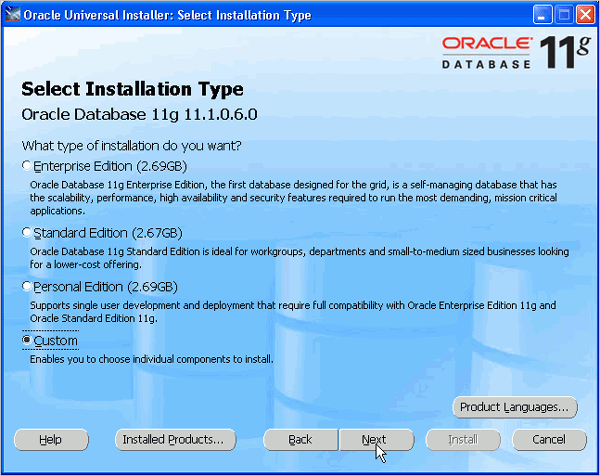 Oracle Universal Installer: Select Installation Type
ORACLE
DATABASE 11g
Select Installation Type
Oracle Database 11g 11.1.0.6.0
What type of installation do you want?
Enterprise Edition (2.69GB)
Oracle Database 11g Enterprise Edition, the first database designed for the grid, is a self-managing database that has
the scalability, performance, high availability and security features required to run the most demanding, mission critical
applications.
Standard Edition (2.67GB)
Oracle Database 11g Standard Edition is ideal for workgroups, departments and small-to-medium sized businesses looking
for a lower-cost offering.
Personal Edition (2.69GB)
Supports single user development and deployment that require full compatibility with Oracle Enterprise Edition 11g and
Oracle Standard Edition 11g.
Custom
Enables you to choose individual components to install.
Product Languages...
Help Installed Products... Back Next Install Cancel